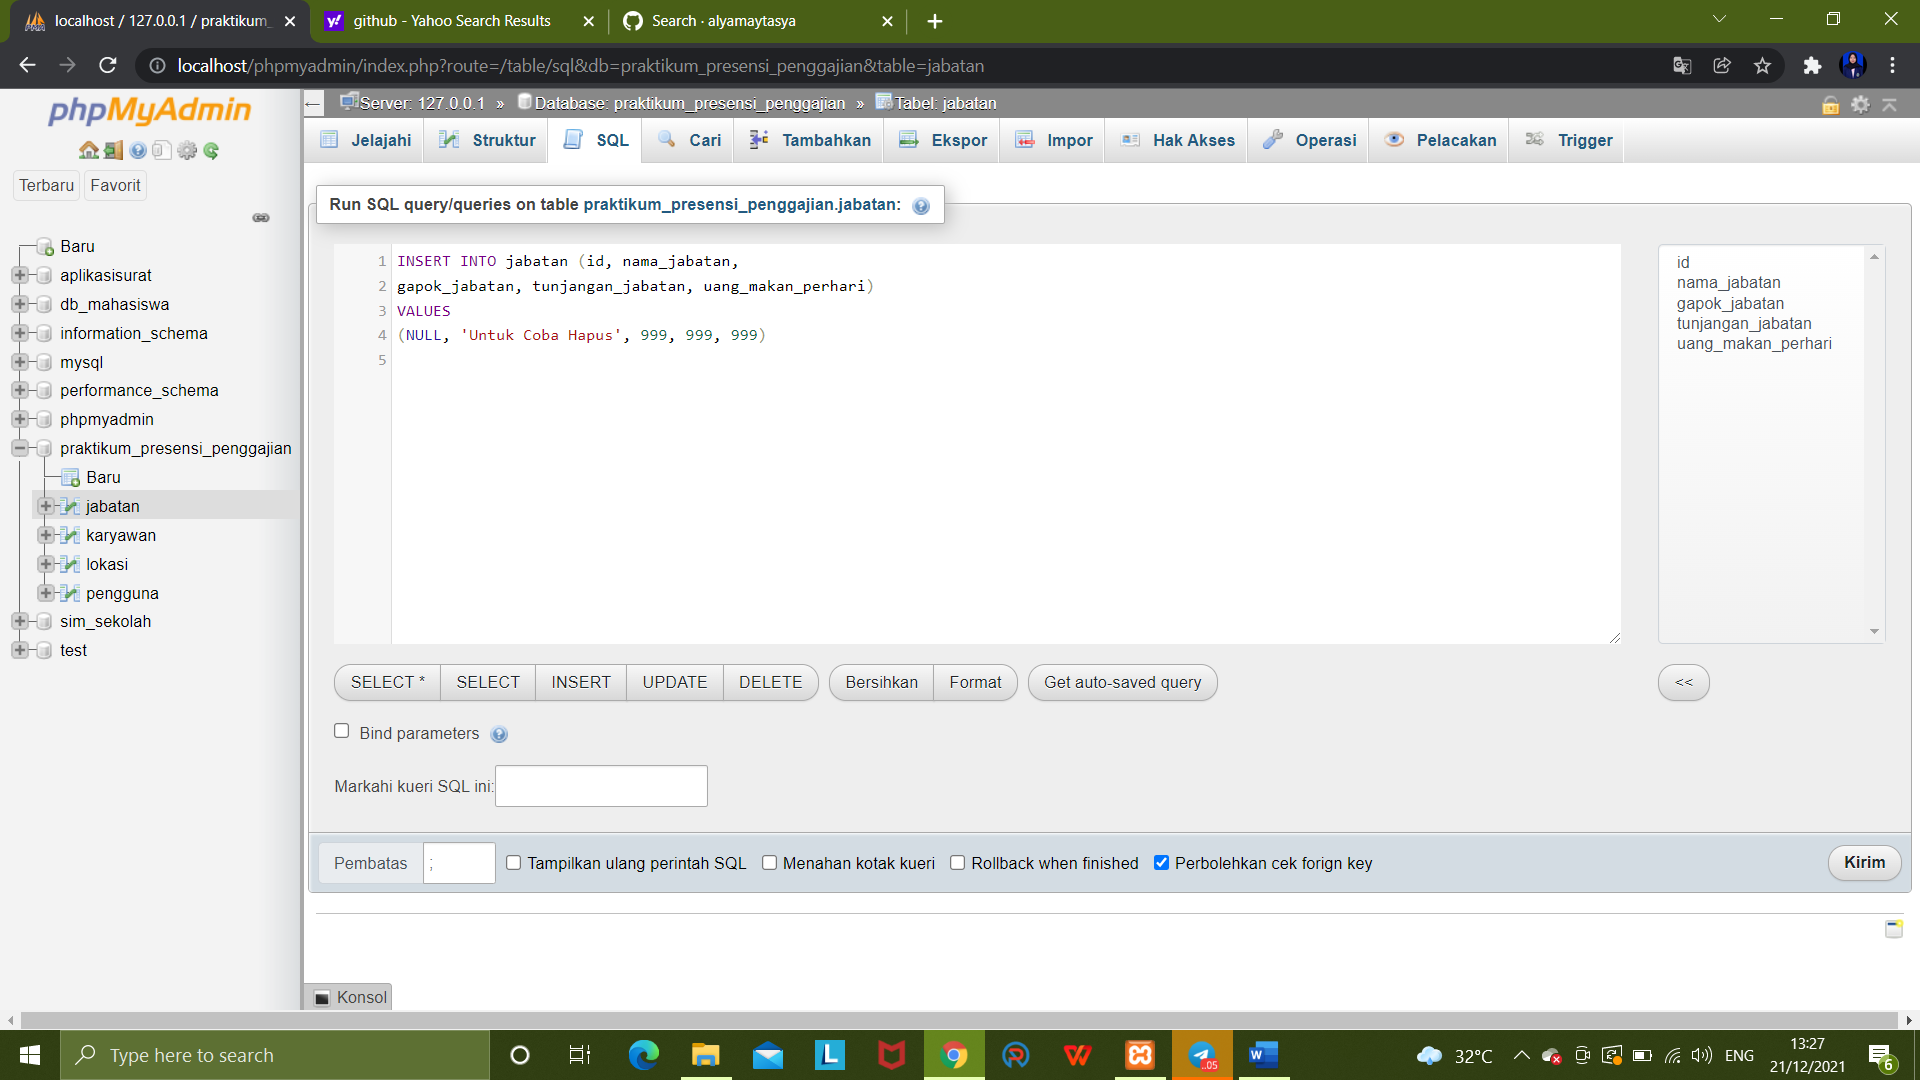 localhost / 127.0.0.1 / praktikum_
github - Yahoo Search Results
Search · alyamaytasya
localhost/phpmyadmin/index.php?route=/table/sql&db=praktikum_presensi_penggajian&table=jabatan
phpMyAdmin
Terbaru
Favorit
Baru
aplikasisurat
db_mahasiswa
information_schema
mysql
performance_schema
phpmyadmin
praktikum_presensi_penggajian
Baru
jabatan
karyawan
lokasi
pengguna
sim_sekolah
test
Server: 127.0.0.1 » Database: praktikum_presensi_penggajian » Tabel: jabatan
Jelajahi
Struktur
SQL
Cari
Tambahkan
Ekspor
Impor
Hak Akses
Operasi
Pelacakan
Trigger
Run SQL query/queries on table praktikum_presensi_penggajian.jabatan:
1 INSERT INTO jabatan (id, nama_jabatan,
2 gapok_jabatan, tunjangan_jabatan, uang_makan_perhari)
3 VALUES
4 (NULL, 'Untuk Coba Hapus', 999, 999, 999)
5
id
nama_jabatan
gapok_jabatan
tunjangan_jabatan
uang_makan_perhari
SELECT *
SELECT
INSERT
UPDATE
DELETE
Bersihkan
Format
Get auto-saved query
<<
Bind parameters
Markahi kueri SQL ini:
Pembatas
;
Tampilkan ulang perintah SQL
Menahan kotak kueri
Rollback when finished
Perbolehkan cek forign key
Kirim
Konsol
Type here to search
32°C
ENG
13:27
21/12/2021
6